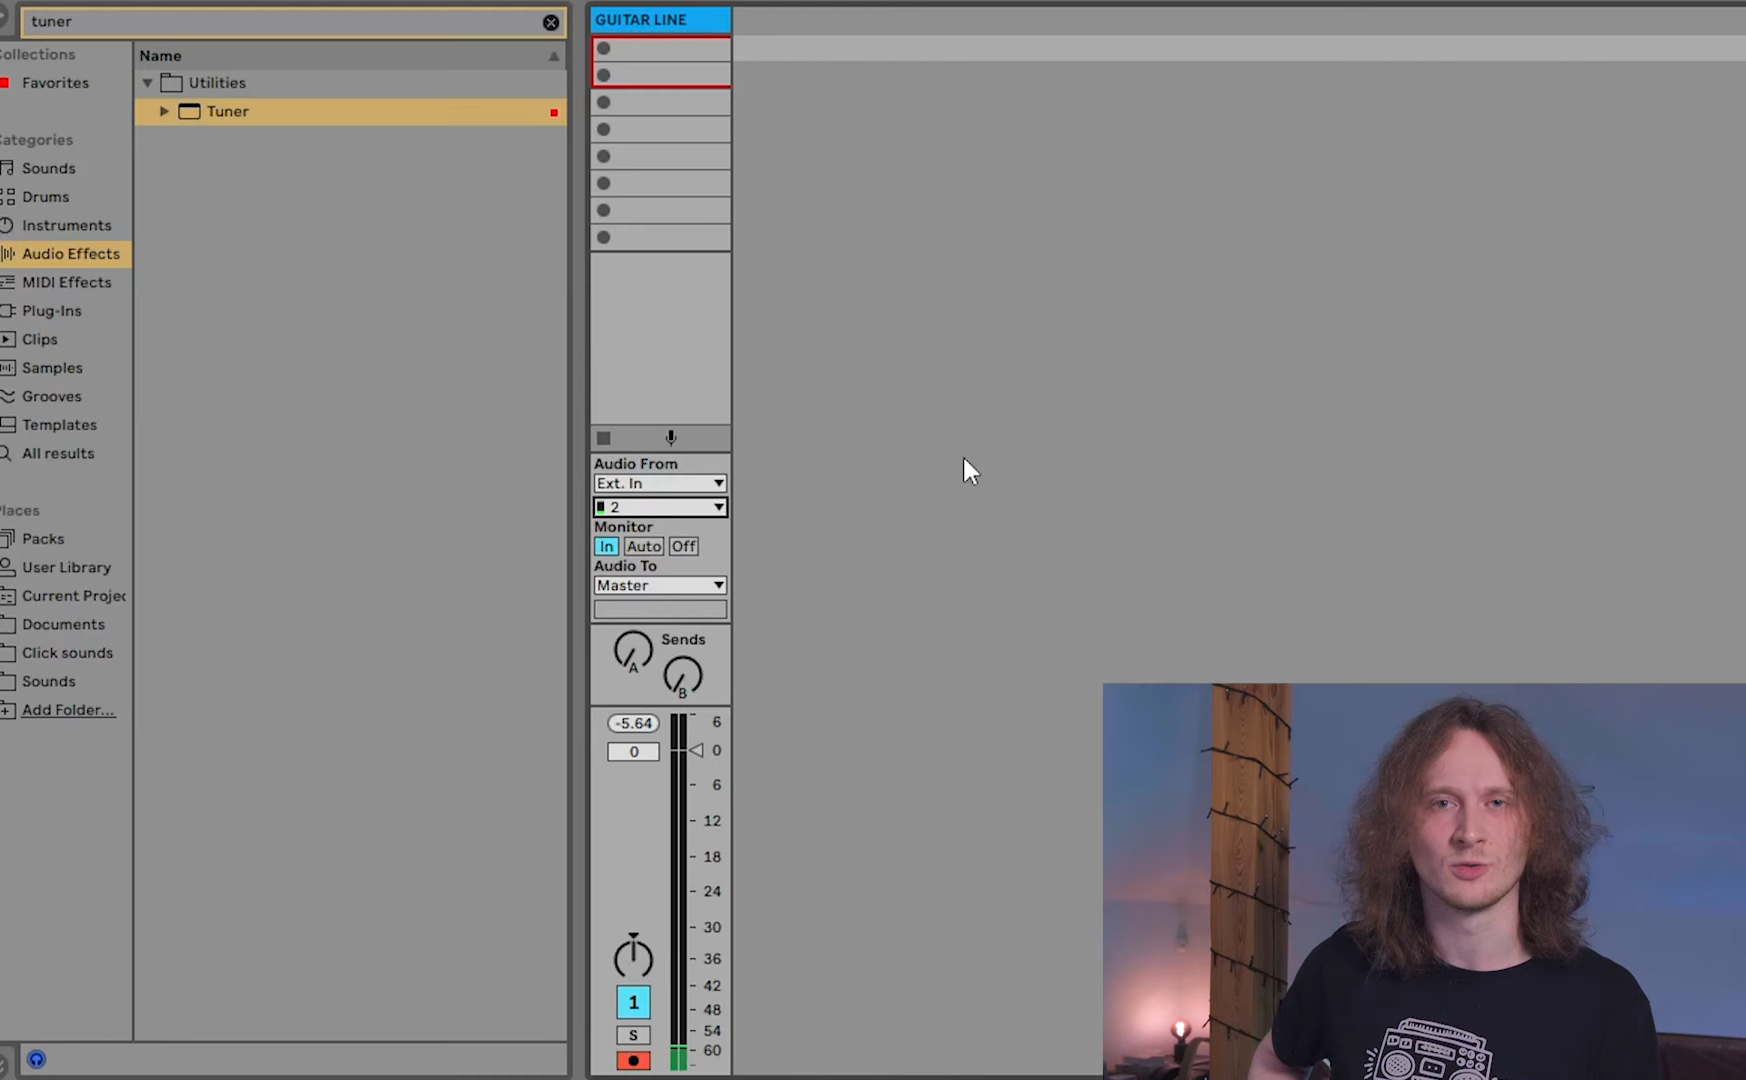 tuner
Collections
Favorites
Categories
Sounds
Drums
Instruments
Audio Effects
MIDI Effects
Plug-Ins
Clips
Samples
Grooves
Templates
All results
Places
Packs
User Library
Current Projec
Documents
Click sounds
Sounds
Add Folder...
Name
Utilities
Tuner
GUITAR LINE
Audio From
Ext. In
2
Monitor
In Auto Off
Audio To
Master
Sends
A
B
-5.64
0
6
0
6
12
18
24
30
36
42
48
54
60
1
S